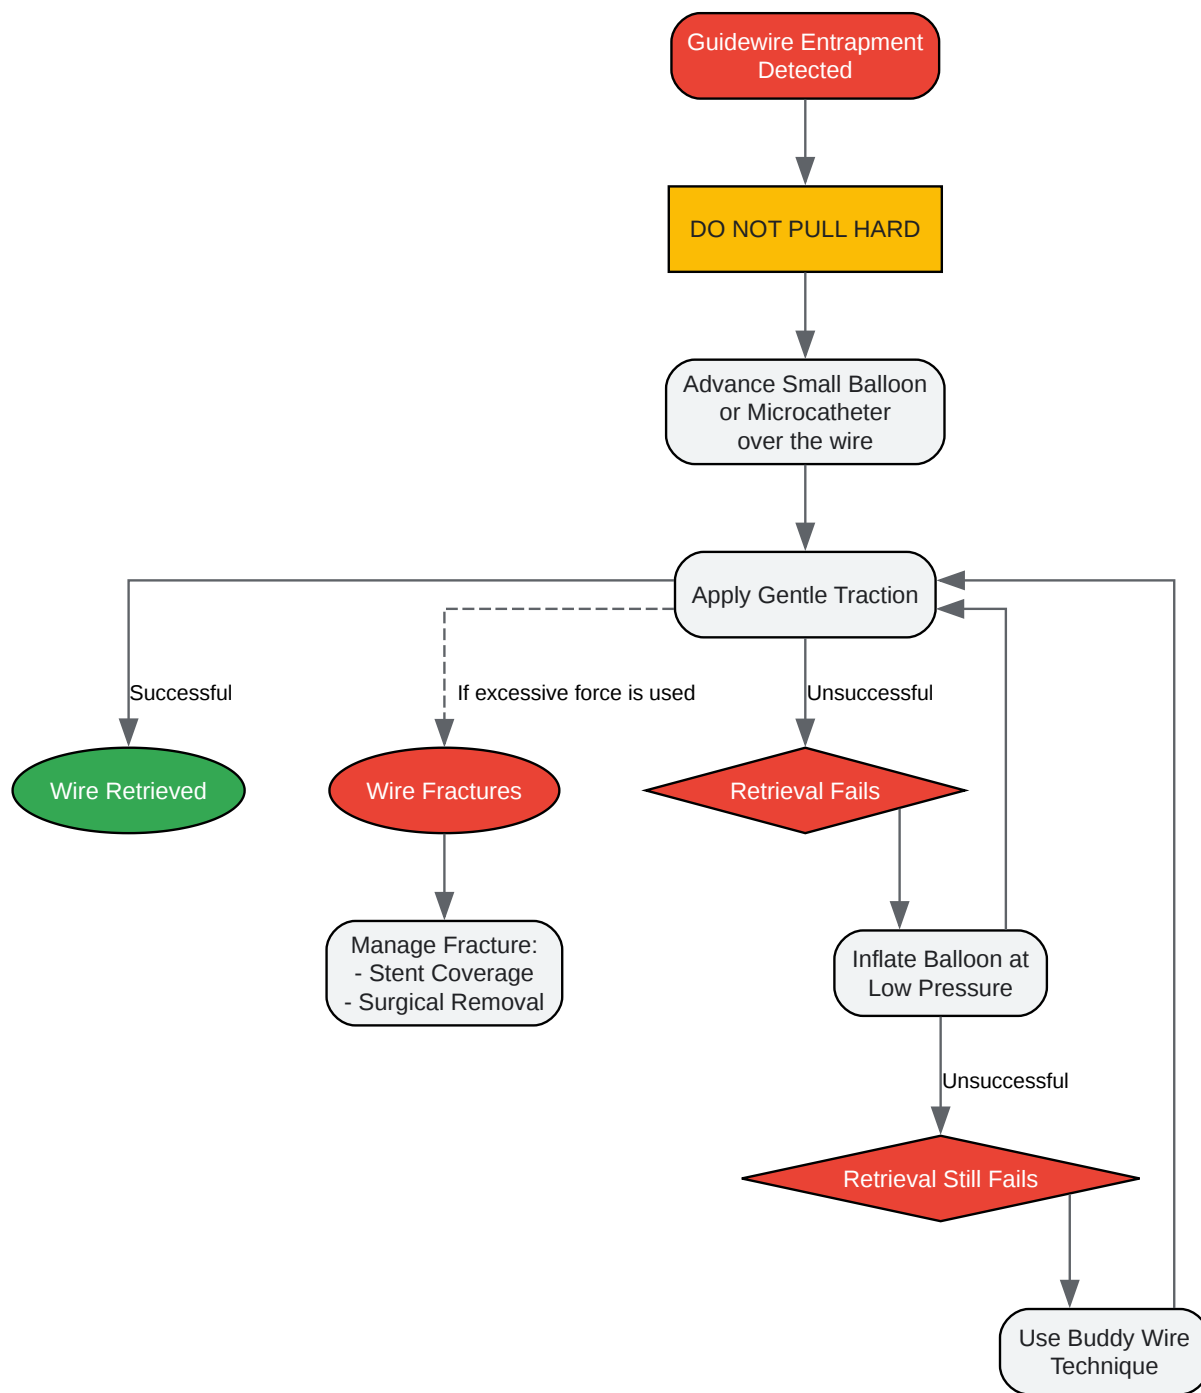 Guidewire Entrapment
Detected
DO NOT PULL HARD
Advance Small Balloon
or Microcatheter
over the wire
Apply Gentle Traction
Successful
If excessive force is used
Unsuccessful
Wire Retrieved
Wire Fractures
Retrieval Fails
Manage Fracture:
- Stent Coverage
- Surgical Removal
Inflate Balloon at
Low Pressure
Unsuccessful
Retrieval Still Fails
Use Buddy Wire
Technique